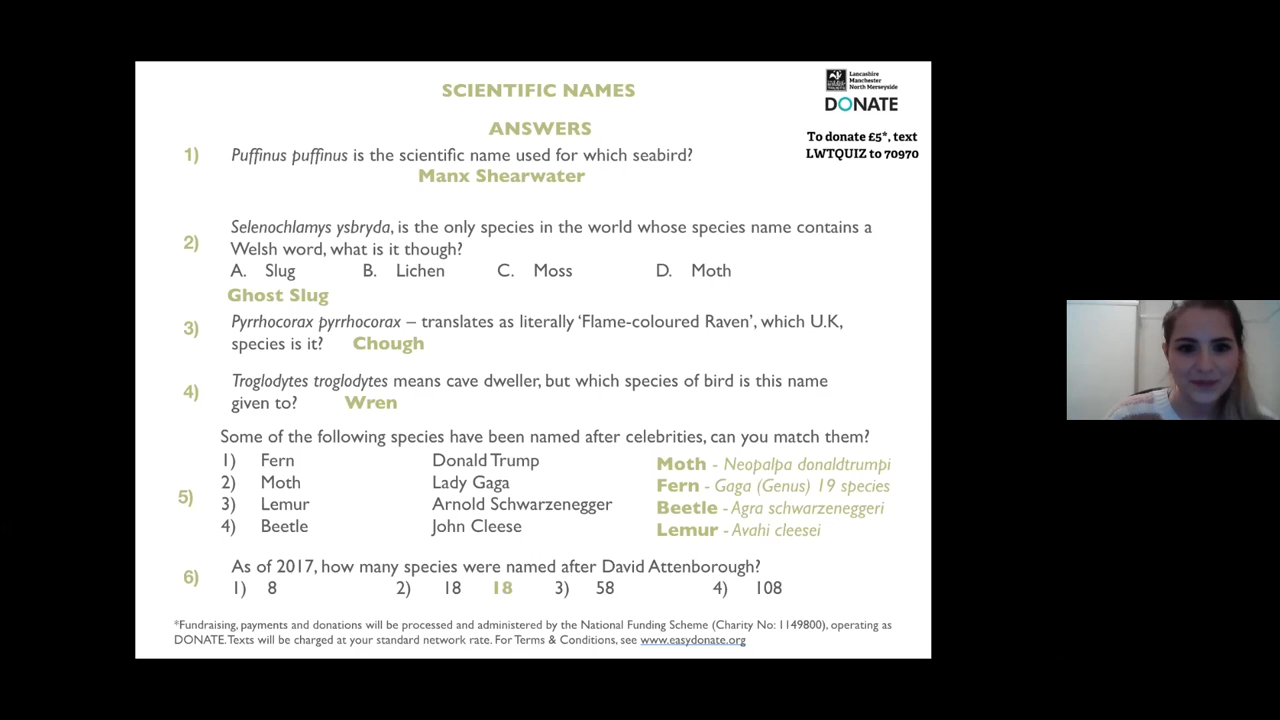 SCIENTIFIC NAMES
Lancashire
Manchester
North Merseyside
DONATE
ANSWERS
To donate £5*, text
LWTQUIZ to 70970
1) Puffinus puffinus is the scientific name used for which seabird?
Manx Shearwater
2) Selenochlamys ysbryda, is the only species in the world whose species name contains a
Welsh word, what is it though?
A. Slug B. Lichen C. Moss D. Moth
Ghost Slug
3) Pyrrhocorax pyrrhocorax – translates as literally ‘Flame-coloured Raven’, which U.K,
species is it? Chough
4) Troglodytes troglodytes means cave dweller, but which species of bird is this name
given to? Wren
Some of the following species have been named after celebrities, can you match them?
5)
1) Fern Donald Trump Moth - Neopalpa donaldtrumpi
2) Moth Lady Gaga Fern - Gaga (Genus) 19 species
3) Lemur Arnold Schwarzenegger Beetle - Agra schwarzeneggeri
4) Beetle John Cleese Lemur - Avahi cleesei
6) As of 2017, how many species were named after David Attenborough?
1) 8 2) 18 18 3) 58 4) 108
*Fundraising, payments and donations will be processed and administered by the National Funding Scheme (Charity No: 1149800), operating as
DONATE. Texts will be charged at your standard network rate. For Terms & Conditions, see www.easydonate.org